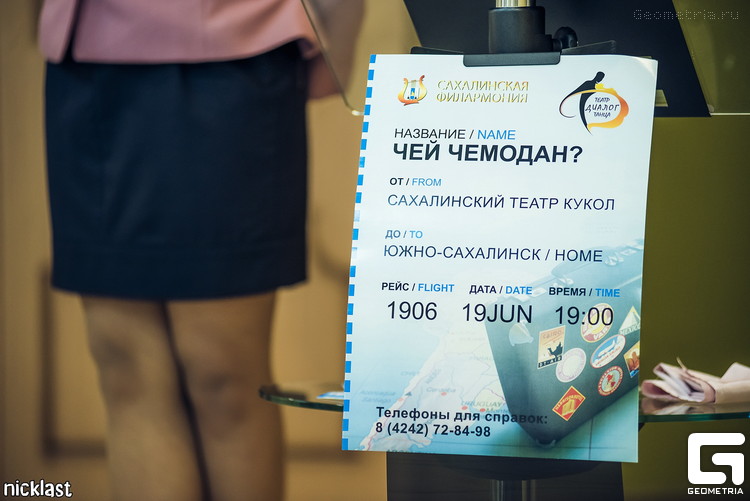 Geometria.ru
САХАЛИНСКАЯ
ФИЛАРМОНИЯ
ТЕАТР
ДИАЛОГ
ТАНЦА
НАЗВАНИЕ / NAME
ЧЕЙ ЧЕМОДАН?
ОТ / FROM
САХАЛИНСКИЙ ТЕАТР КУКОЛ
ДО / TO
ЮЖНО-САХАЛИНСК / HOME
РЕЙС / FLIGHT ДАТА / DATE ВРЕМЯ / TIME
1906 19JUN 19:00
Телефоны для справок:
8 (4242) 72-84-98
nicklast
GEOMETRIA